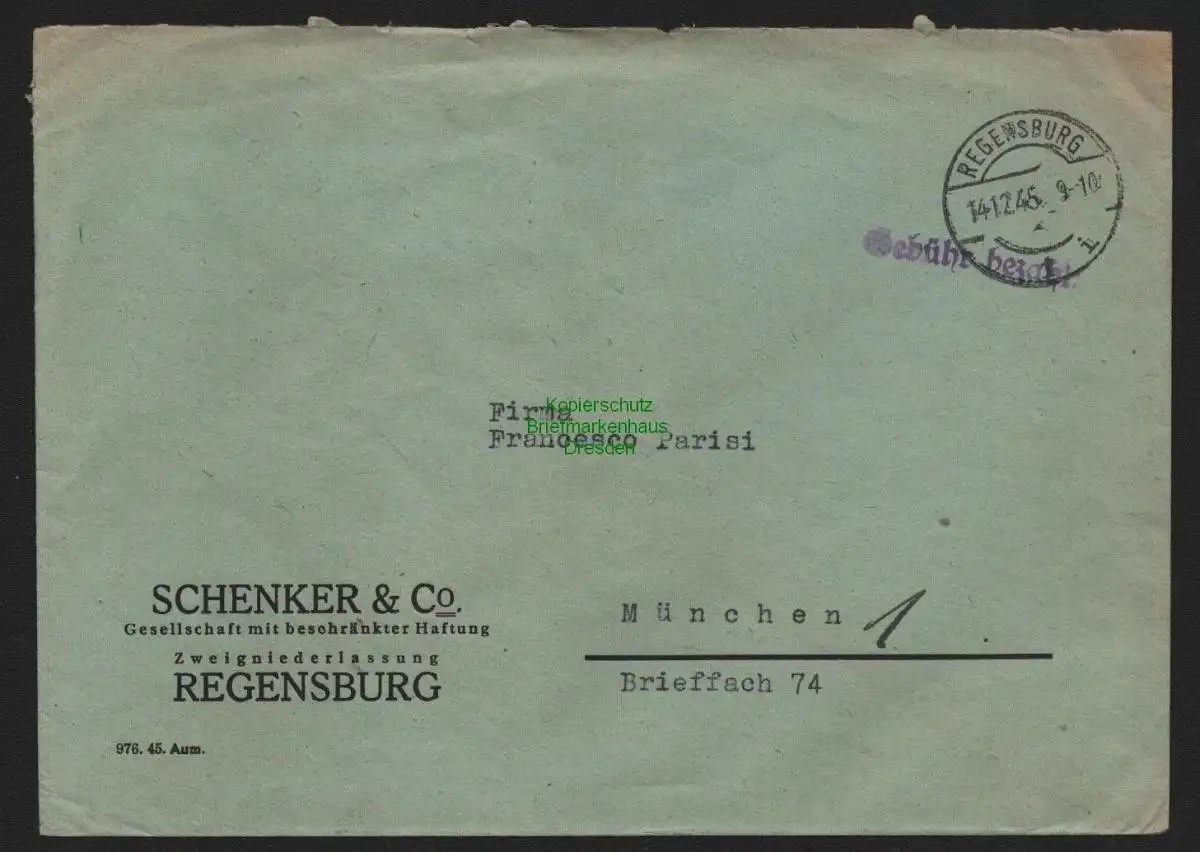 REGENSBURG
14.12.45. 9-10
i
Gebühr bezahlt.
Firma
Francesco Parisi
Kopierschutz
Briefmarkenhaus
Dresden
SCHENKER & Co.
Gesellschaft mit beschränkter Haftung
Zweigniederlassung
REGENSBURG
München 1
Brieffach 74
976. 45. Aum.